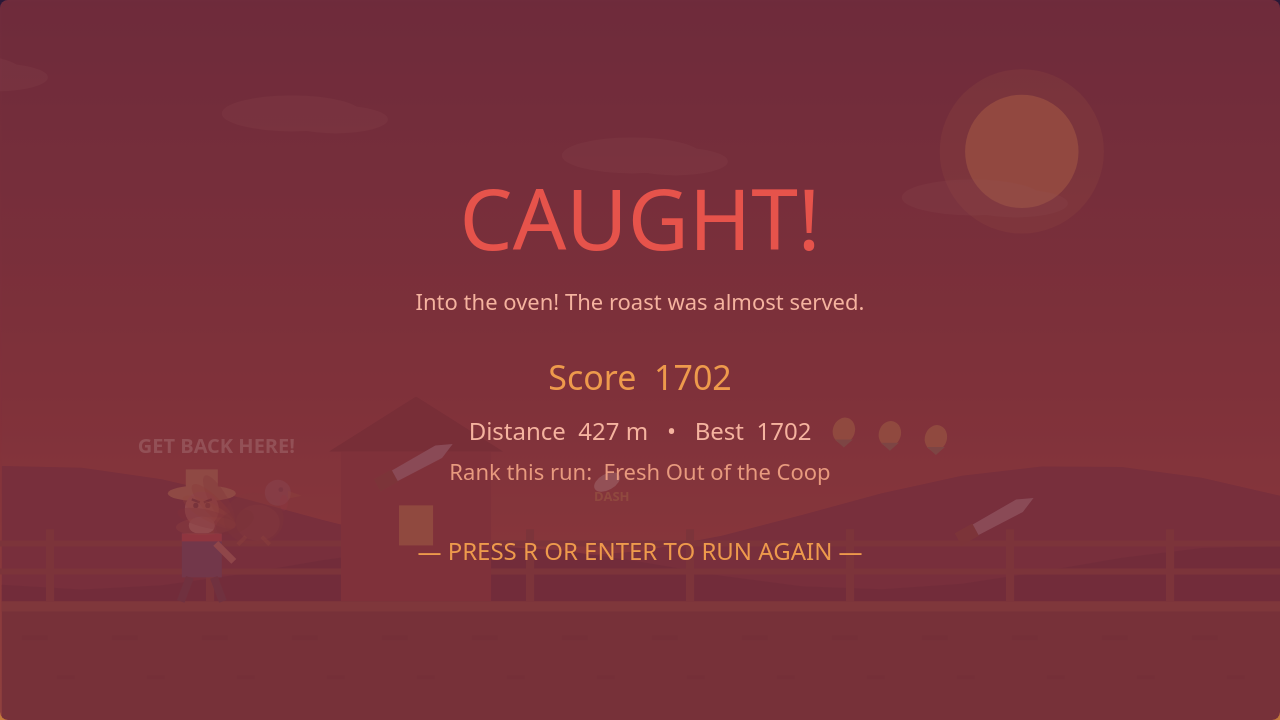 CAUGHT!
Into the oven! The roast was almost served.
Score 1702
Distance 427 m • Best 1702
GET BACK HERE!
Rank this run: Fresh Out of the Coop
DASH
— PRESS R OR ENTER TO RUN AGAIN —